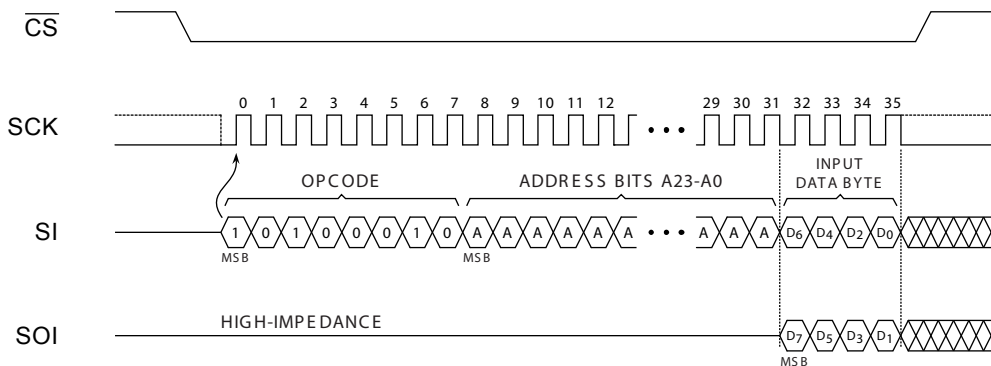 CS
0 1 2 3 4 5 6 7 8 9 10 11 12 29 30 31 32 33 34 35
SCK
• • •
OPCODE
ADDRESS BITS A23-A0
INPUT
DATA BYTE
SI
1 0 1 0 0 0 1 0 A A A A A A • • • A A A D6 D4 D2 D0
MSB MSB
SOI
HIGH-IMPEDANCE
D7 D5 D3 D1
MSB